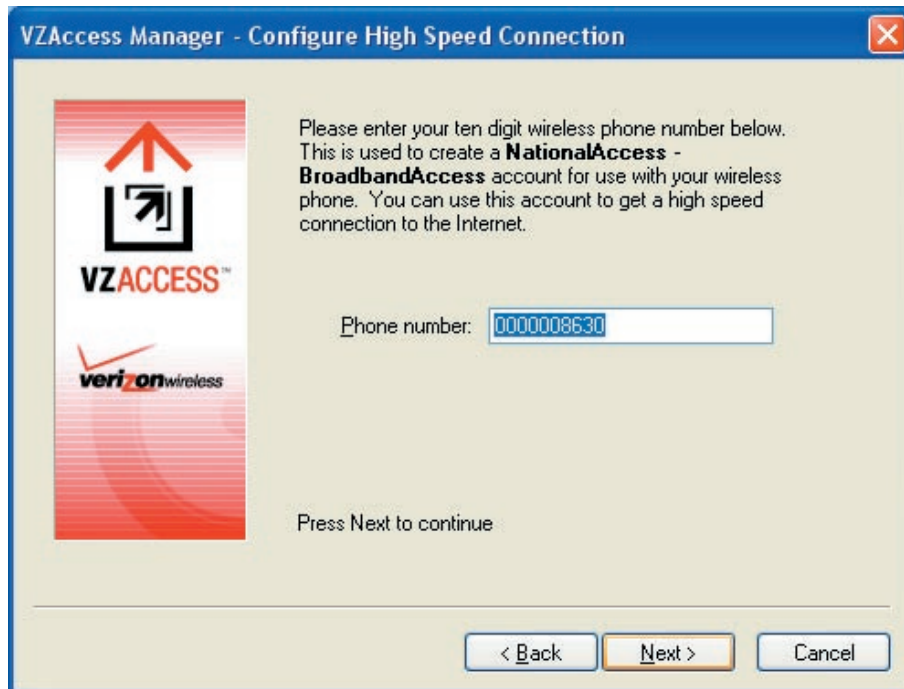 VZAccess Manager - Configure High Speed Connection
Please enter your ten digit wireless phone number below.
This is used to create a NationalAccess -
BroadbandAccess account for use with your wireless
phone. You can use this account to get a high speed
connection to the Internet.
VZACCESS™
Phone number: 0000008630
verizonwireless
Press Next to continue
< Back
Next >
Cancel